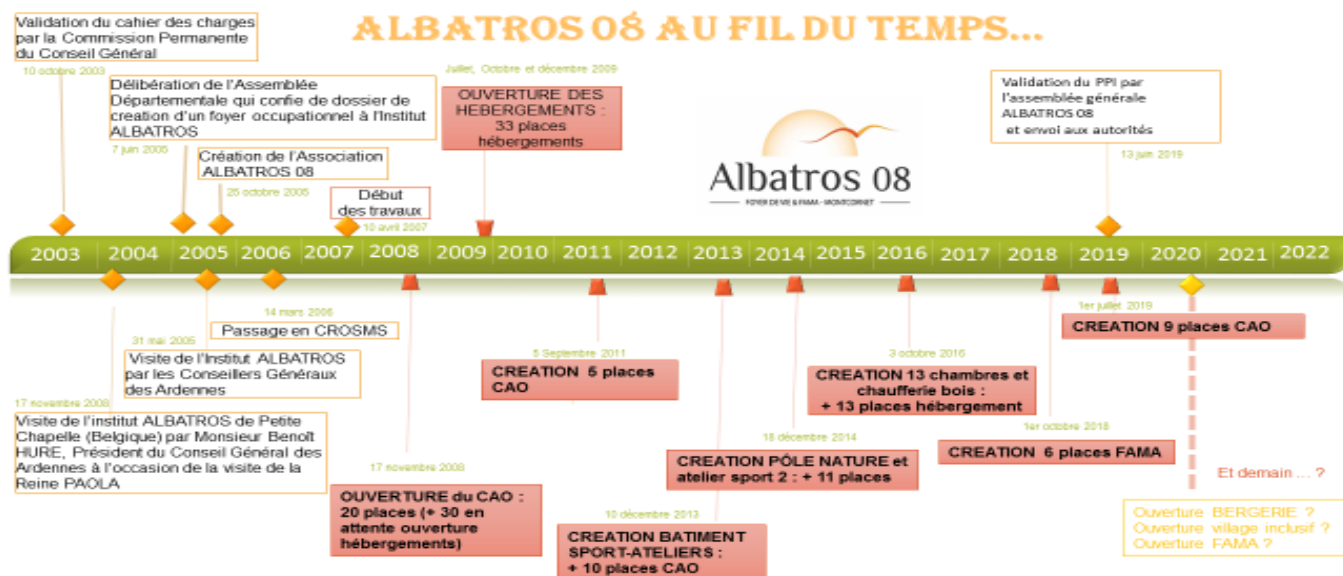 ALBATROS 08 AU FIL DU TEMPS...
Validation du cahier des charges
par la Commission Permanente
du Conseil Général
10 octobre 2003
Délibération de l'Assemblée
Départementale qui confie de dossier de
creation d'un foyer occupationnel à l'Institut
ALBATROS
7 juin 2005
Création de l'Association
ALBATROS 08
25 octobre 2005
Début
des travaux
10 avril 2007
Juillet, Octobre et décembre 2009
OUVERTURE DES
HEBERGEMENTS :
33 places
hébergements
Albatros 08
FOYER DE VIE & FAMA - MONTCORNET
Validation du PPI par
l'assemblée générale
ALBATROS 08
et envoi aux autorités
13 juin 2019
2003 2004 2005 2006 2007 2008 2009 2010 2011 2012 2013 2014 2015 2016 2017 2018 2019 2020 2021 2022
14 mars 2006
Passage en CROSMS
31 mai 2005
Visite de l'Institut ALBATROS
par les Conseillers Généraux
des Ardennes
17 novembre 2008
Visite de l'institut ALBATROS de Petite
Chapelle (Belgique) par Monsieur Benoît
HURE, Président du Conseil Général des
Ardennes à l'occasion de la visite de la
Reine PAOLA
17 novembre 2008
OUVERTURE du CAO :
20 places (+ 30 en
attente ouverture
hébergements)
5 Septembre 2011
CREATION 5 places
CAO
10 décembre 2013
CREATION BATIMENT
SPORT-ATELIERS :
+ 10 places CAO
18 décembre 2014
CREATION PÔLE NATURE et
atelier sport 2 : + 11 places
3 octobre 2016
CREATION 13 chambres et
chaufferie bois :
+ 13 places hébergement
1er octobre 2018
CREATION 6 places FAMA
1er juillet 2019
CREATION 9 places CAO
Et demain ... ?
Ouverture BERGERIE ?
Ouverture village inclusif ?
Ouverture FAMA ?